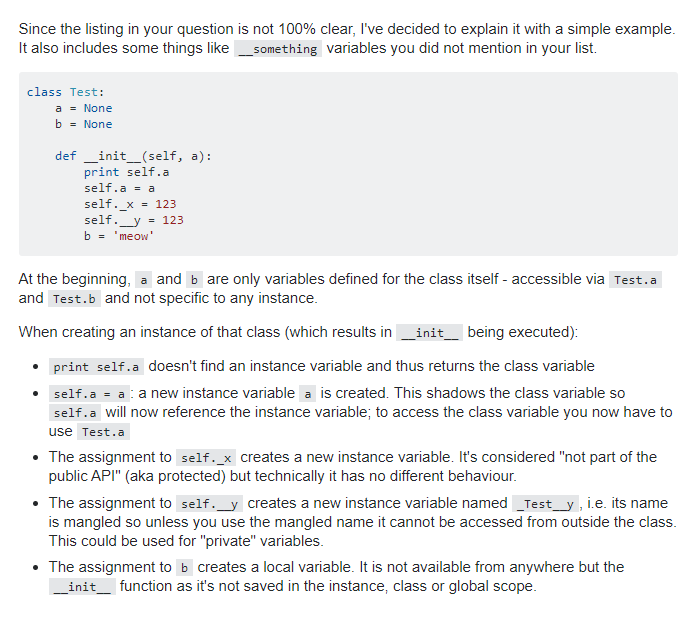 Since the listing in your question is not 100% clear, I've decided to explain it with a simple example.
It also includes some things like __something variables you did not mention in your list.
class Test:
    a = None
    b = None

    def __init__(self, a):
        print self.a
        self.a = a
        self._x = 123
        self.__y = 123
        b = 'meow'
At the beginning, a and b are only variables defined for the class itself - accessible via Test.a
and Test.b and not specific to any instance.
When creating an instance of that class (which results in __init__ being executed):
• print self.a doesn't find an instance variable and thus returns the class variable
• self.a = a : a new instance variable a is created. This shadows the class variable so
self.a will now reference the instance variable; to access the class variable you now have to
use Test.a
• The assignment to self._x creates a new instance variable. It's considered "not part of the
public API" (aka protected) but technically it has no different behaviour.
• The assignment to self.__y creates a new instance variable named _Test__y , i.e. its name
is mangled so unless you use the mangled name it cannot be accessed from outside the class.
This could be used for "private" variables.
• The assignment to b creates a local variable. It is not available from anywhere but the
__init__ function as it's not saved in the instance, class or global scope.